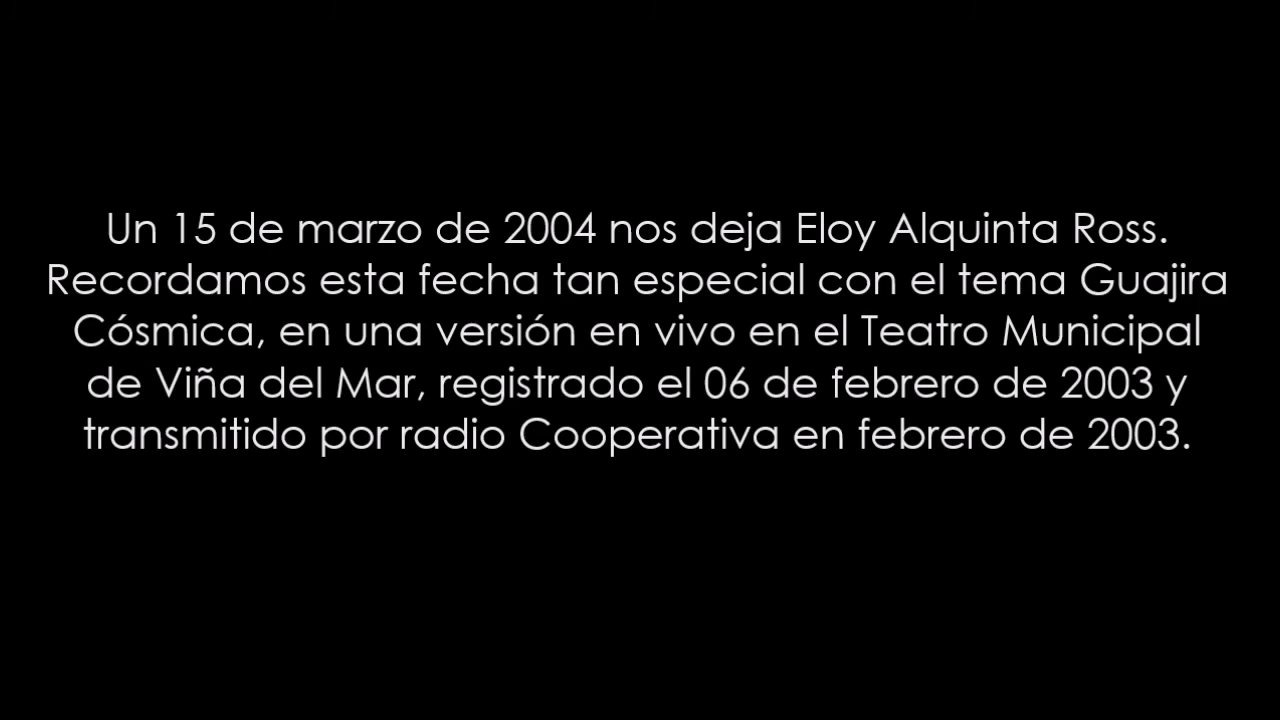 Un 15 de marzo de 2004 nos deja Eloy Alquinta Ross.
Recordamos esta fecha tan especial con el tema Guajira
Cósmica, en una versión en vivo en el Teatro Municipal
de Viña del Mar, registrado el 06 de febrero de 2003 y
transmitido por radio Cooperativa en febrero de 2003.